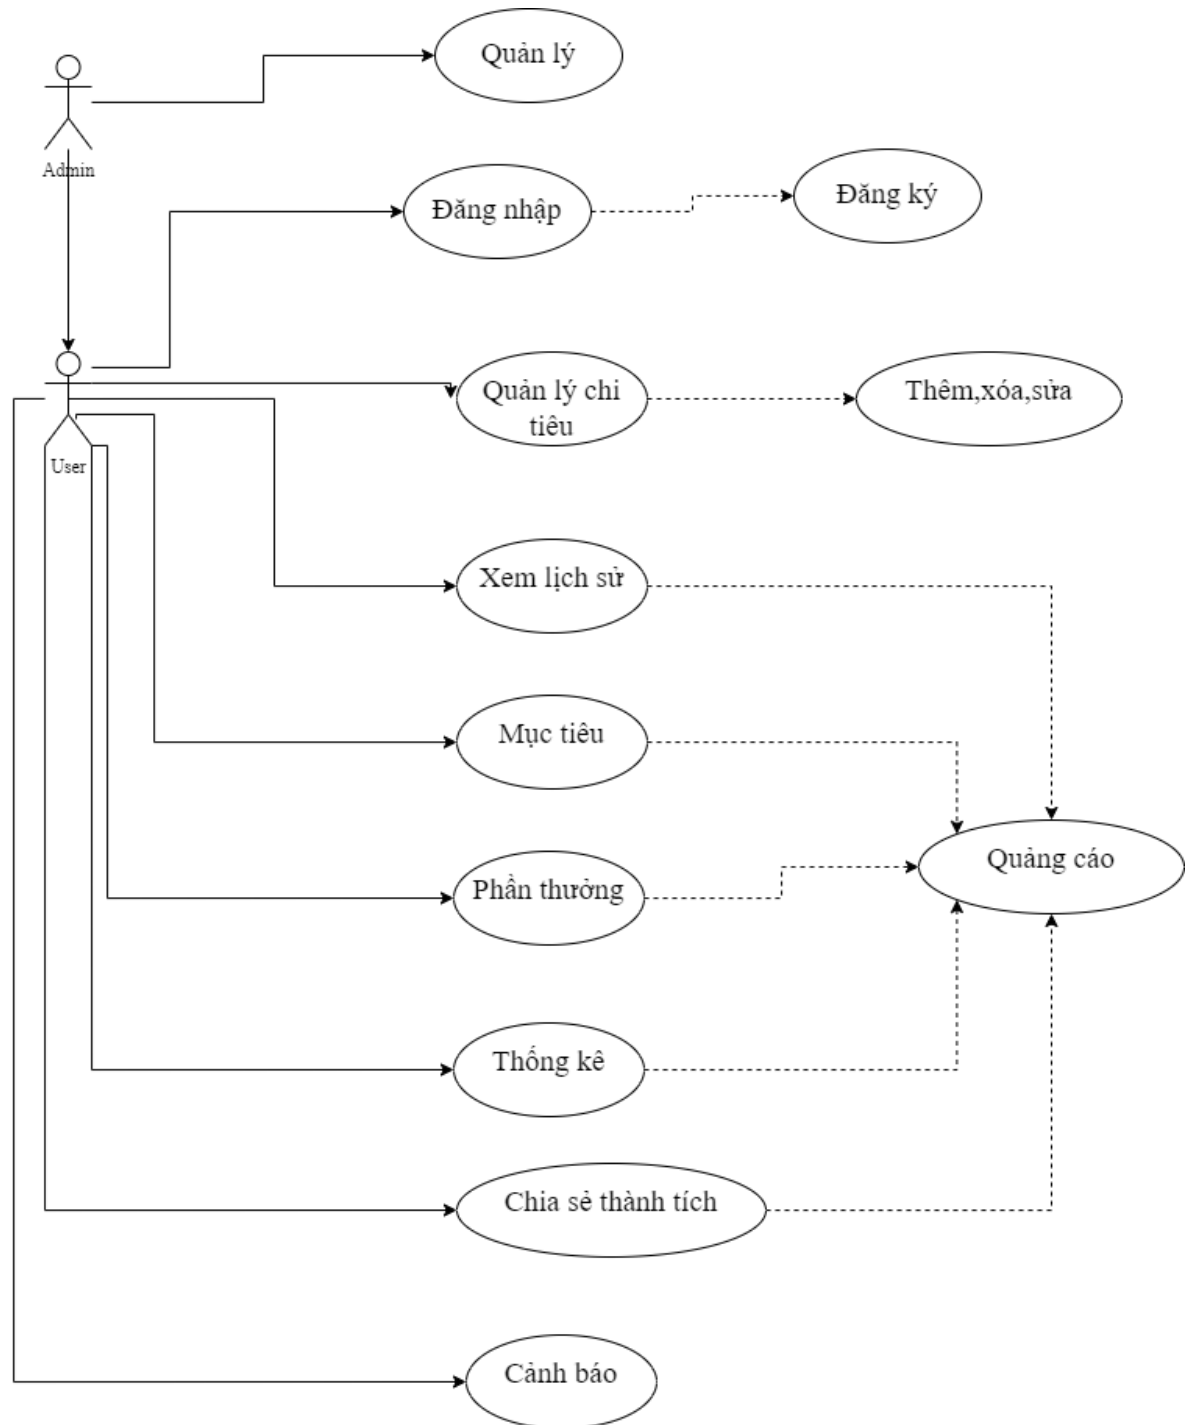 Quản lý
Admin
Đăng nhập
Đăng ký
Quản lý chi
tiêu
Thêm,xóa,sửa
User
Xem lịch sử
Mục tiêu
Quảng cáo
Phần thưởng
Thống kê
Chia sẻ thành tích
Cảnh báo